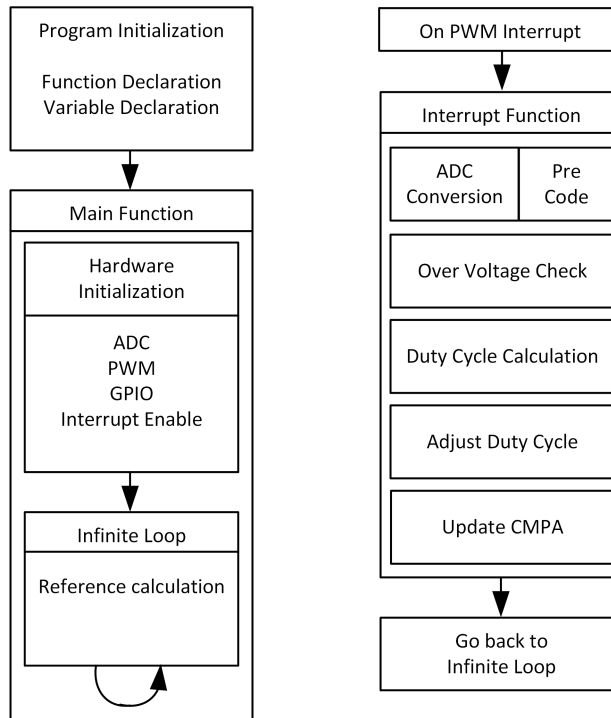 Program Initialization
Function Declaration
Variable Declaration
Main Function
Hardware
Initialization
ADC
PWM
GPIO
Interrupt Enable
Infinite Loop
Reference calculation
On PWM Interrupt
Interrupt Function
ADC
Conversion
Pre
Code
Over Voltage Check
Duty Cycle Calculation
Adjust Duty Cycle
Update CMPA
Go back to
Infinite Loop